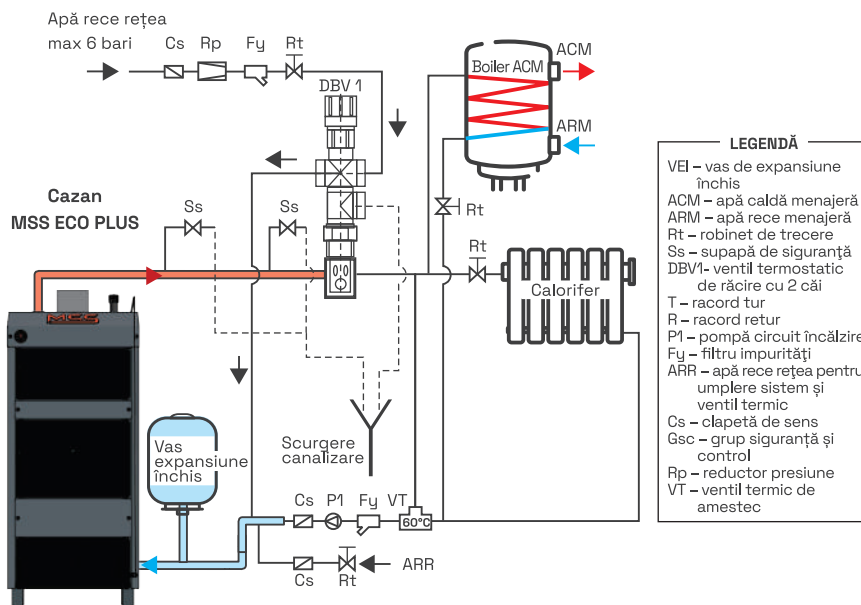 Apă rece rețea
max 6 bari
Cs
Rp
Fy
Rt
DBV 1
ACM
Boiler ACM
ARM
Rt
Cazan
MSS ECO PLUS
Ss
Ss
Rt
Calorifer
MSS
Vas
expansiune
închis
Scurgere
canalizare
Cs
P1
Fy
VT
60°C
Cs
Rt
ARR
LEGENDĂ
VEI – vas de expansiune
închis
ACM – apă caldă menajeră
ARM – apă rece menajeră
Rt – robinet de trecere
Ss – supapă de siguranță
DBV1- ventil termostatic
de răcire cu 2 căi
T – racord tur
R – racord retur
P1 – pompă circuit încălzire
Fy – filtru impurități
ARR – apă rece rețea pentru
umplere sistem și
ventil termic
Cs – clapetă de sens
Gsc – grup siguranță și
control
Rp – reductor presiune
VT – ventil termic de
amestec